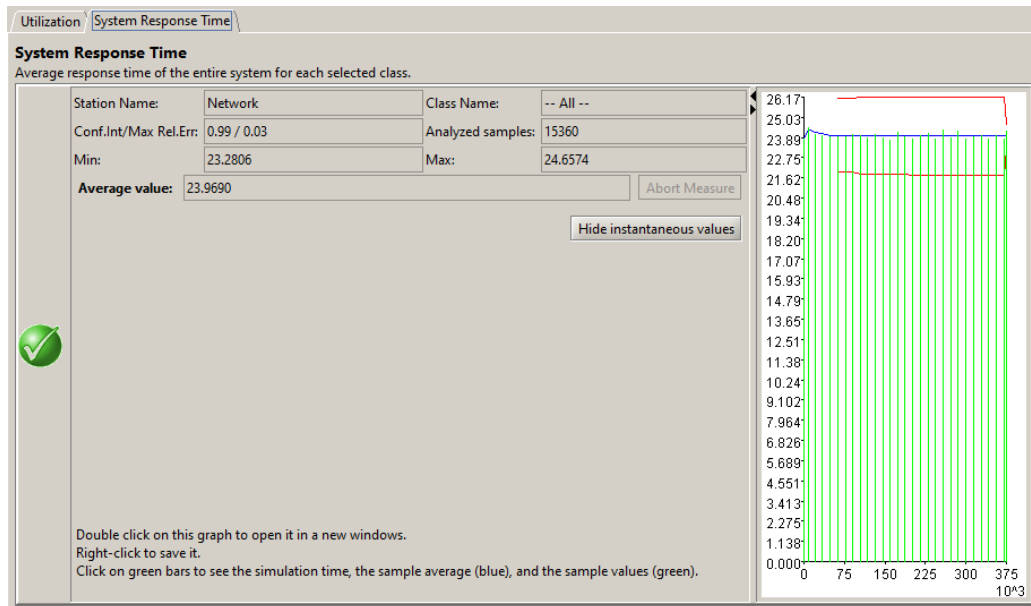 Utilization System Response Time
System Response Time
Average response time of the entire system for each selected class.
Station Name: Network Class Name: -- All --
Conf.Int/Max Rel.Err: 0.99 / 0.03 Analyzed samples: 15360
Min: 23.2806 Max: 24.6574
Average value: 23.9690 Abort Measure
Hide instantaneous values
Double click on this graph to open it in a new windows.
Right-click to save it.
Click on green bars to see the simulation time, the sample average (blue), and the sample values (green).
26.17
25.03
23.89
22.75
21.62
20.48
19.34
18.20
17.07
15.93
14.79
13.65
12.51
11.38
10.24
9.102
7.964
6.826
5.689
4.551
3.413
2.275
1.138
0.000
0 75 150 225 300 375
10^3